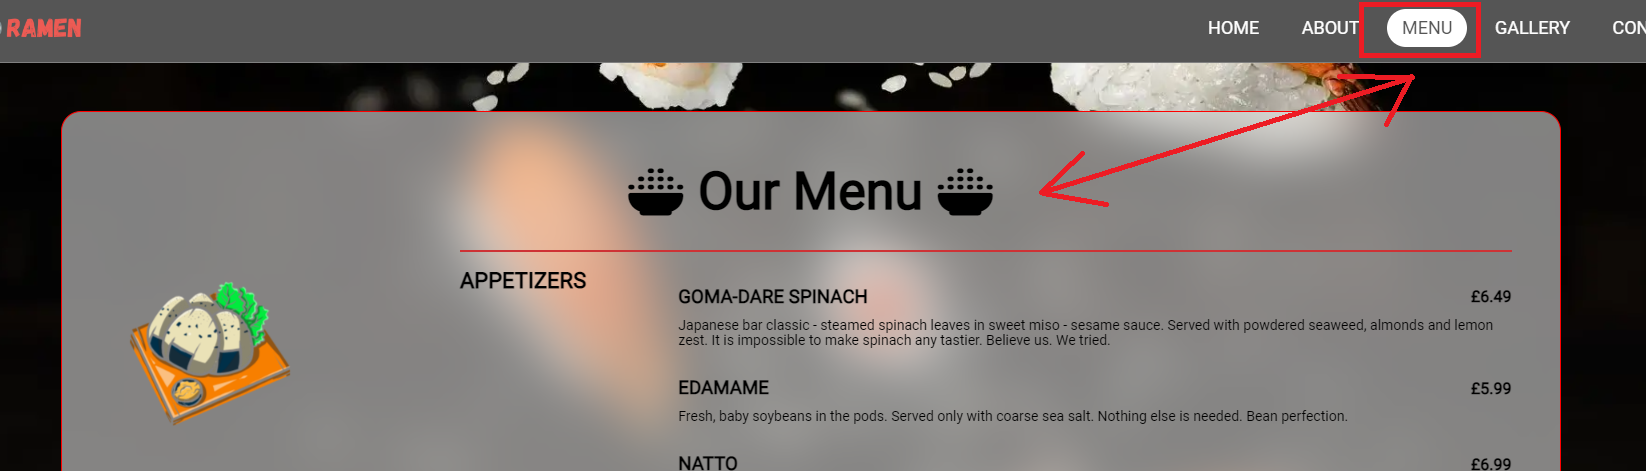 RAMEN
HOME ABOUT MENU GALLERY CON
Our Menu
APPETIZERS
GOMA-DARE SPINACH £6.49
Japanese bar classic - steamed spinach leaves in sweet miso - sesame sauce. Served with powdered seaweed, almonds and lemon
zest. It is impossible to make spinach any tastier. Believe us. We tried.
EDAMAME £5.99
Fresh, baby soybeans in the pods. Served only with coarse sea salt. Nothing else is needed. Bean perfection.
NATTO £6.99